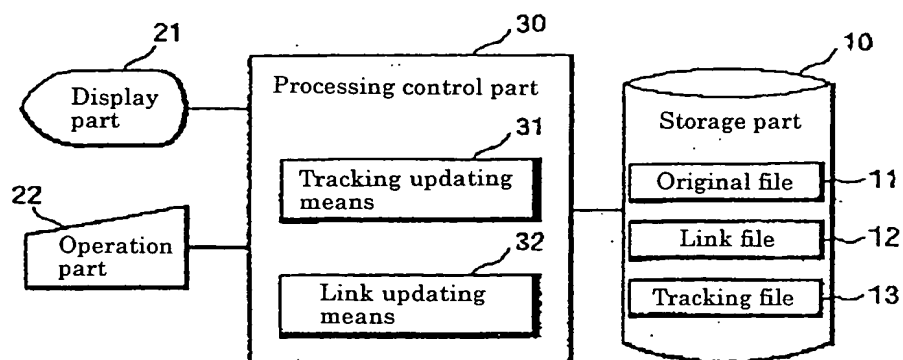 21
Display
part
22
Operation
part
30
Processing control part
31
Tracking updating
means
32
Link updating
means
10
Storage part
Original file
11
Link file
12
Tracking file
13